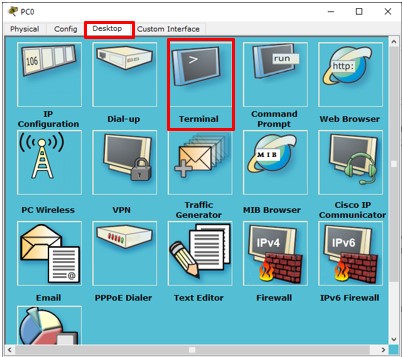 PC0
Physical Config Desktop Custom Interface
106
>
run
http:
IP
Configuration
Dial-up
Terminal
Command
Prompt
Web Browser
MIB
PC Wireless
VPN
Traffic
Generator
MIB Browser
Cisco IP
Communicator
@
IPv4
IPv6
Email
PPPoE Dialer
Text Editor
Firewall
IPv6 Firewall